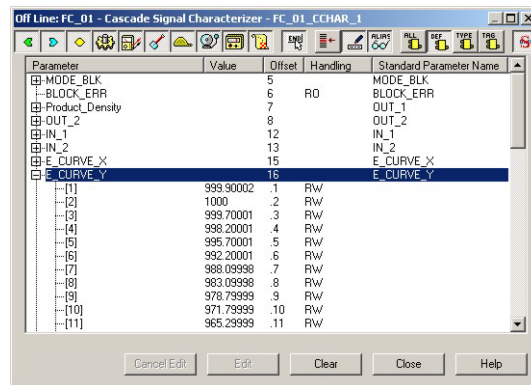 Off Line: FC_01 - Cascade Signal Characterizer - FC_01_CCHAR_1
END ALIAS ALL DEF TYPE TAG
Parameter Value Offset Handling Standard Parameter Name
MODE_BLK 5 MODE_BLK
BLOCK_ERR 6 RO BLOCK_ERR
Product_Density 7 OUT_1
OUT_2 8 OUT_2
IN_1 12 IN_1
IN_2 13 IN_2
E_CURVE_X 15 E_CURVE_X
E_CURVE_Y 16 E_CURVE_Y
[1] 999.90002 .1 RW
[2] 1000 .2 RW
[3] 999.70001 .3 RW
[4] 998.20001 .4 RW
[5] 995.70001 .5 RW
[6] 992.20001 .6 RW
[7] 988.09998 .7 RW
[8] 983.09998 .8 RW
[9] 978.79999 .9 RW
[10] 971.79999 .10 RW
[11] 965.29999 .11 RW
Cancel Edit Edit Clear Close Help